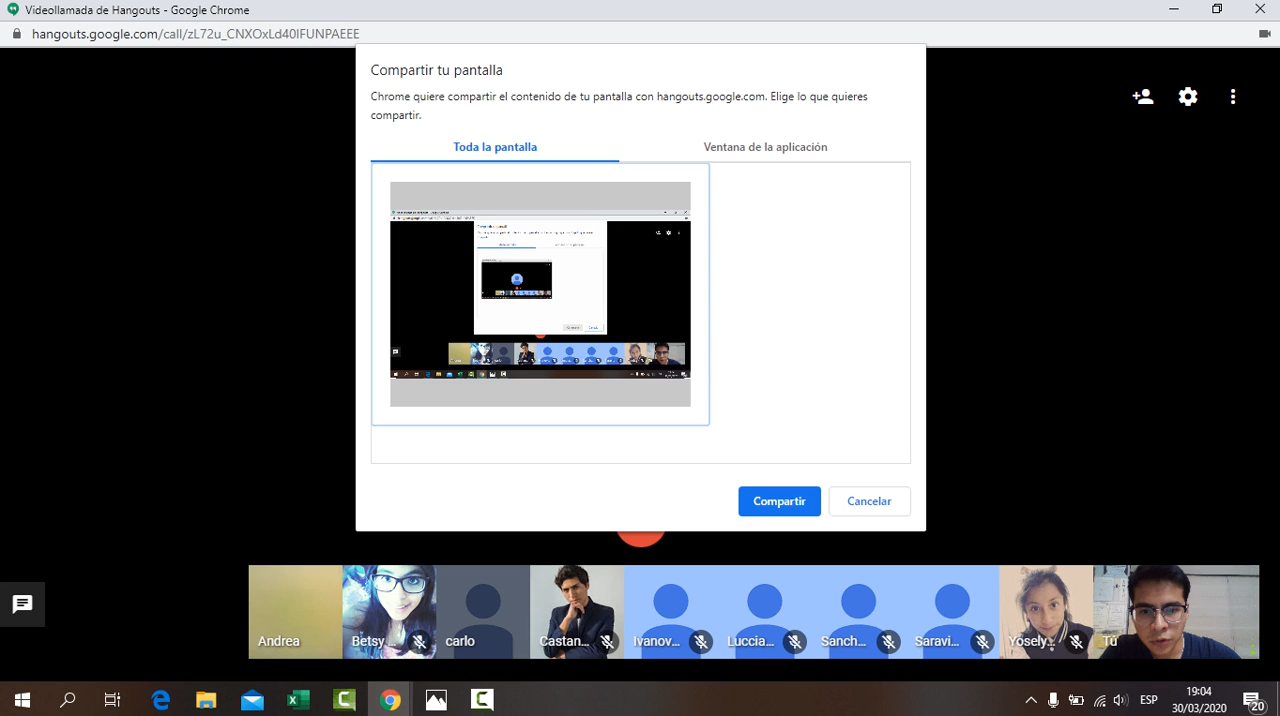 Videollamada de Hangouts - Google Chrome
hangouts.google.com/call/zL72u_CNXOxLd40IFUNPAEEE
Compartir tu pantalla
Chrome quiere compartir el contenido de tu pantalla con hangouts.google.com. Elige lo que quieres
compartir.
Toda la pantalla
Ventana de la aplicación
Compartir
Cancelar
Andrea
Betsy
carlo
Castan...
Ivanov...
Luccia...
Sanch...
Saravi...
Yosely...
Tú
ESP
19:04
30/03/2020
20